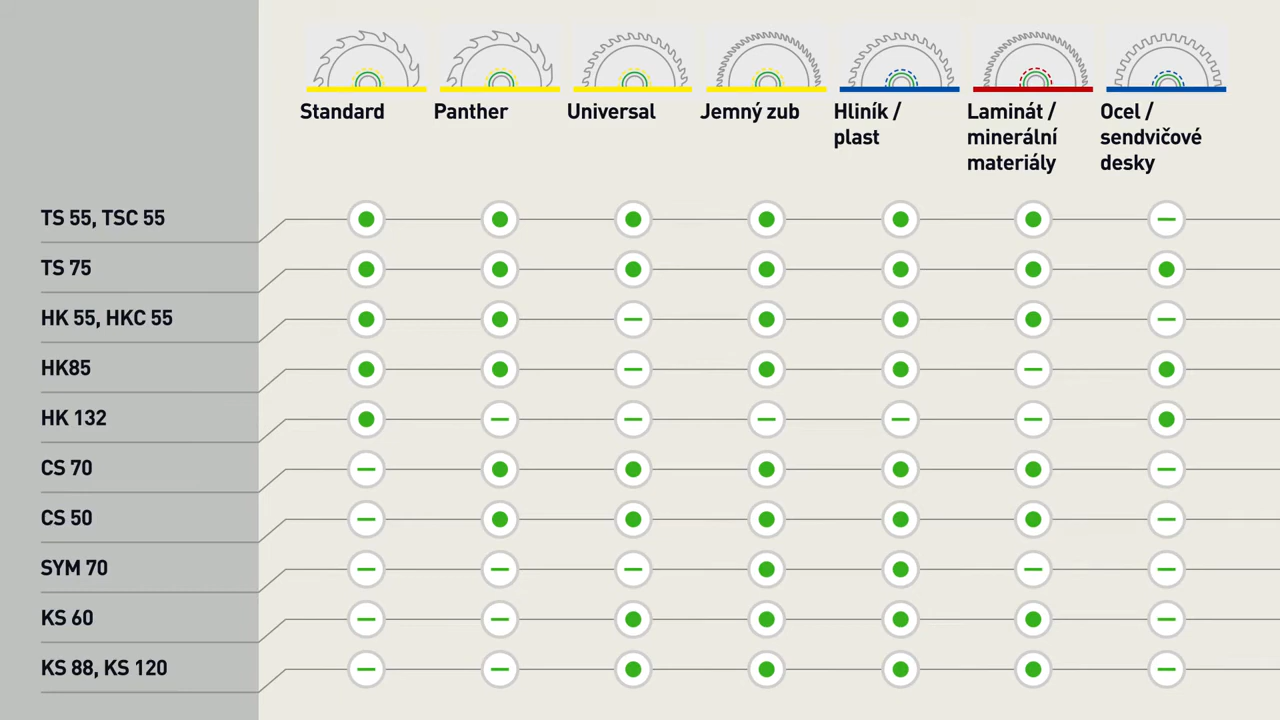 Standard
Panther
Universal
Jemný zub
Hliník /
plast
Laminát /
minerální
materiály
Ocel /
sendvičové
desky
TS 55, TSC 55
TS 75
HK 55, HKC 55
HK85
HK 132
CS 70
CS 50
SYM 70
KS 60
KS 88, KS 120